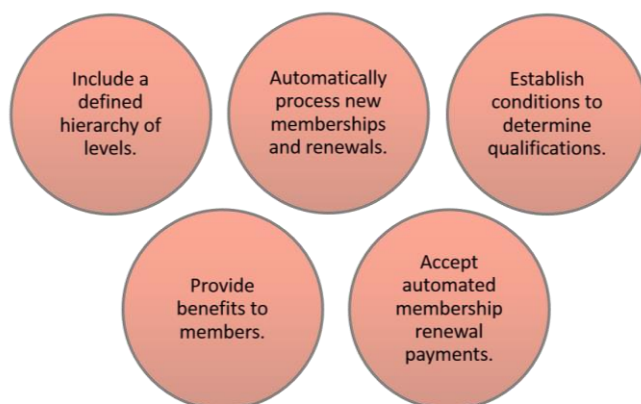 Include a
defined
hierarchy of
levels.
Automatically
process new
memberships
and renewals.
Establish
conditions to
determine
qualifications.
Provide
benefits to
members.
Accept
automated
membership
renewal
payments.